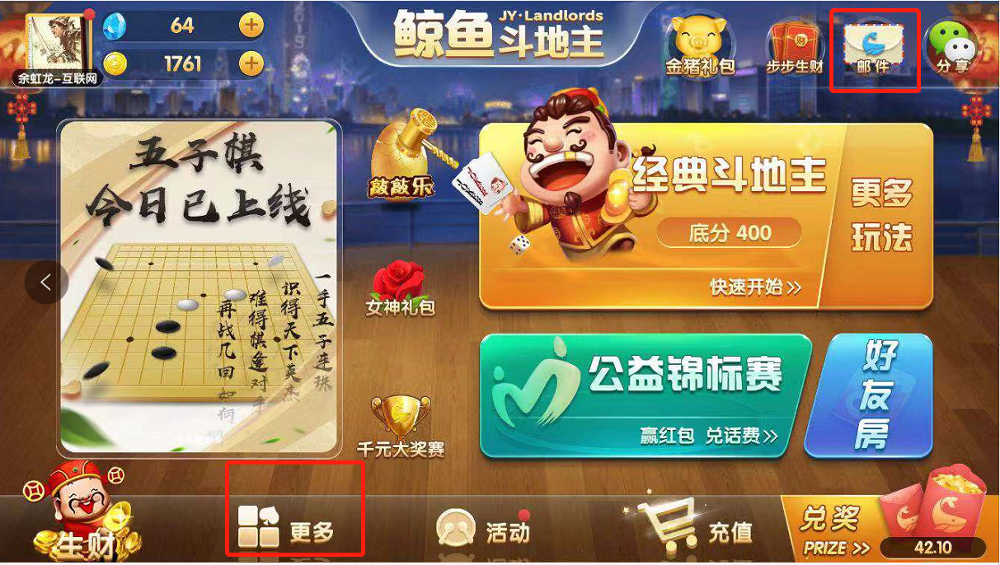 余虹龙-互联网
64
1761
鲸鱼斗地主
JY·Landlords
金猪礼包
步步生财
邮件
分享
五子棋
今日已上线
一手五子连珠
识得天下英杰
难得棋逢对手
再战几回如何
敲敲乐
女神礼包
千元大奖赛
经典斗地主
底分 400
快速开始>>
更多
玩法
公益锦标赛
赢红包 兑话费>>
好友房
生财
更多
活动
充值
兑奖
PRIZE >>
42.10